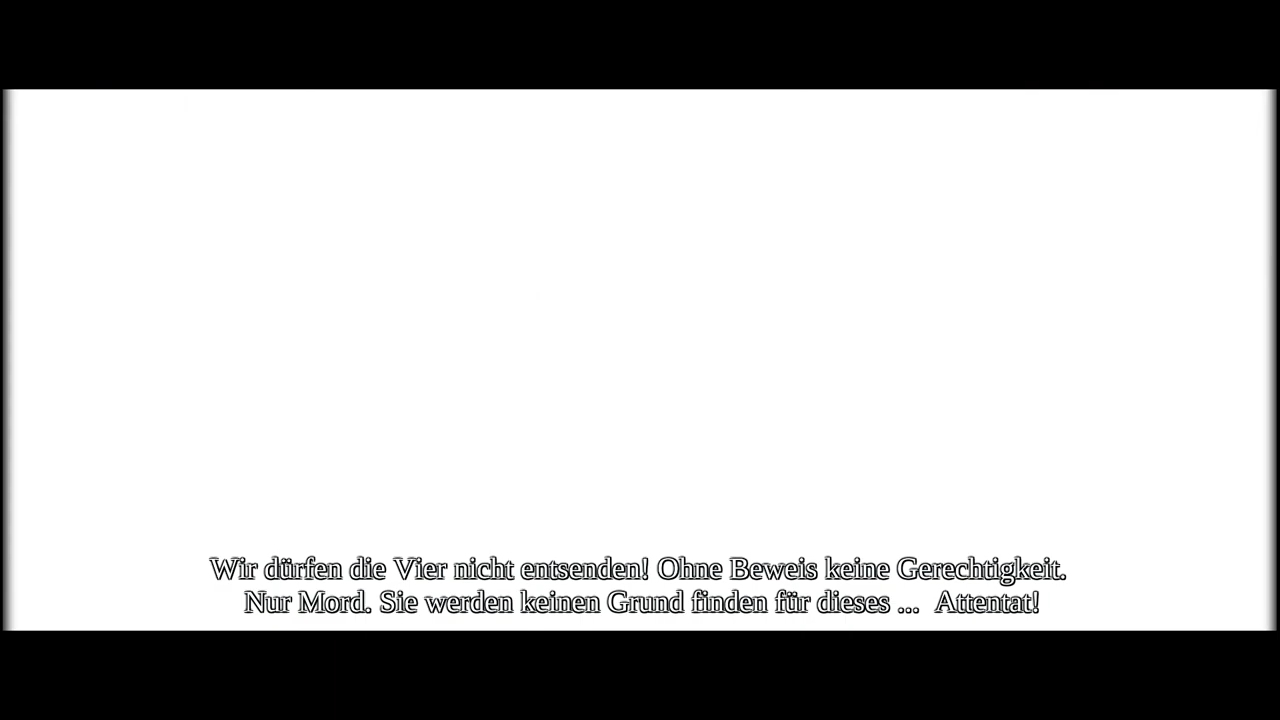 Wir dürfen die Vier nicht entsenden! Ohne Beweis keine Gerechtigkeit.
Nur Mord. Sie werden keinen Grund finden für dieses ...  Attentat!